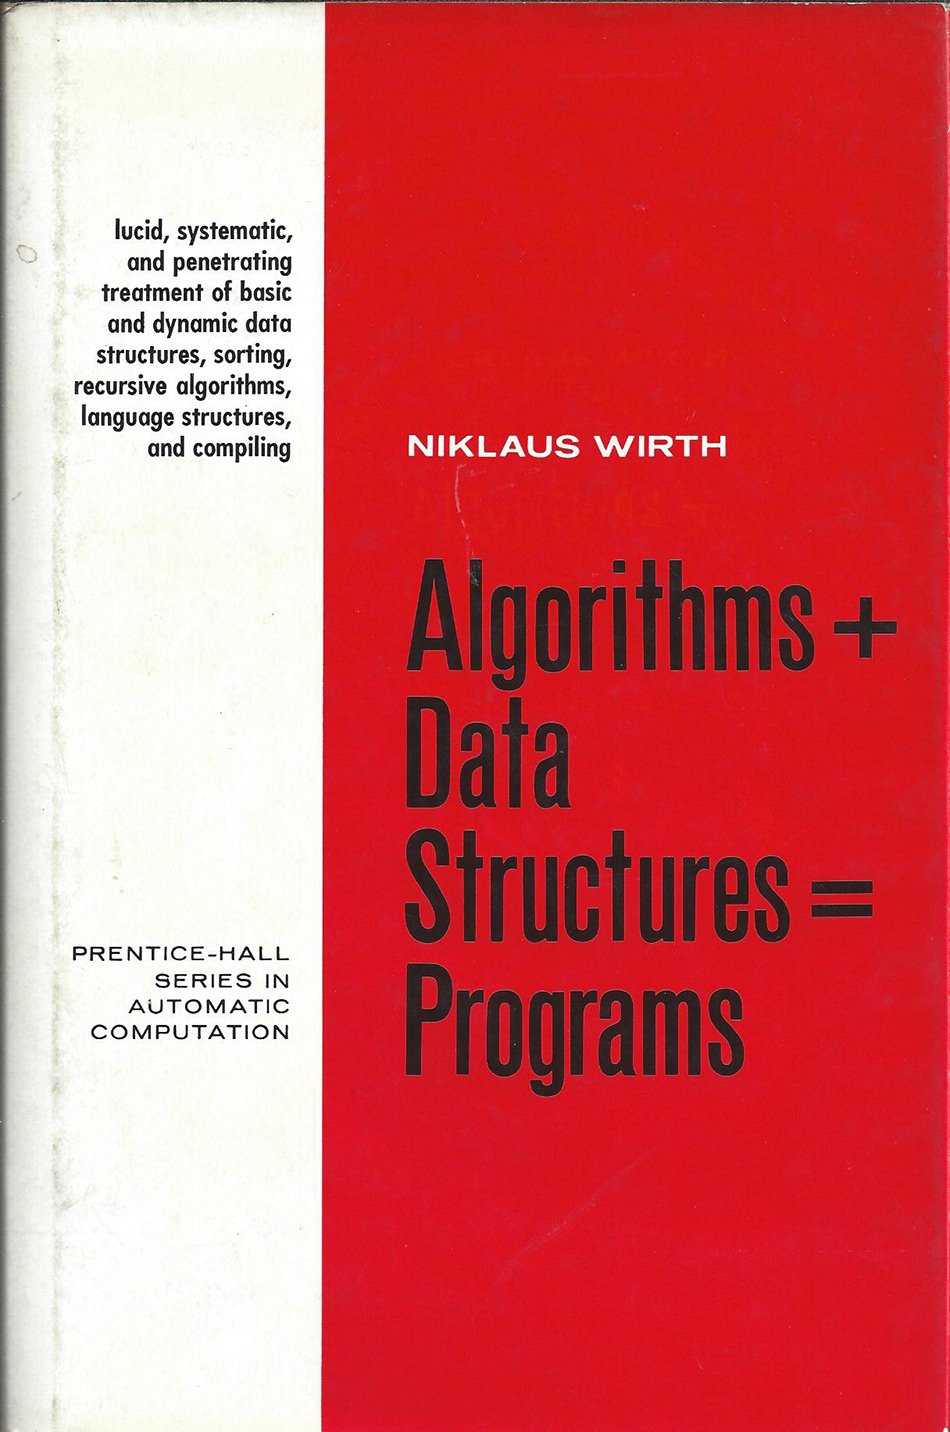 lucid, systematic,
and penetrating
treatment of basic
and dynamic data
structures, sorting,
recursive algorithms,
language structures,
and compiling
NIKLAUS WIRTH
Algorithms +
Data
Structures =
Programs
PRENTICE-HALL
SERIES IN
AUTOMATIC
COMPUTATION